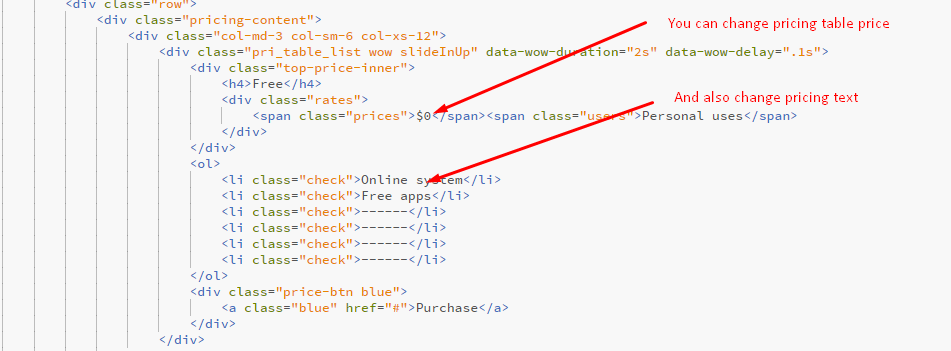 <div class="row">
<div class="pricing-content">
<div class="col-md-3 col-sm-6 col-xs-12">
<div class="pri_table_list wow slideInUp" data-wow-duration="2s" data-wow-delay=".1s">
<div class="top-price-inner">
<h4>Free</h4>
<div class="rates">
<span class="prices">$0</span><span class="users">Personal uses</span>
</div>
</div>
<ol>
<li class="check">Online system</li>
<li class="check">Free apps</li>
<li class="check">------</li>
<li class="check">------</li>
<li class="check">------</li>
<li class="check">------</li>
</ol>
<div class="price-btn blue">
<a class="blue" href="#">Purchase</a>
</div>
</div>
You can change pricing table price
And also change pricing text